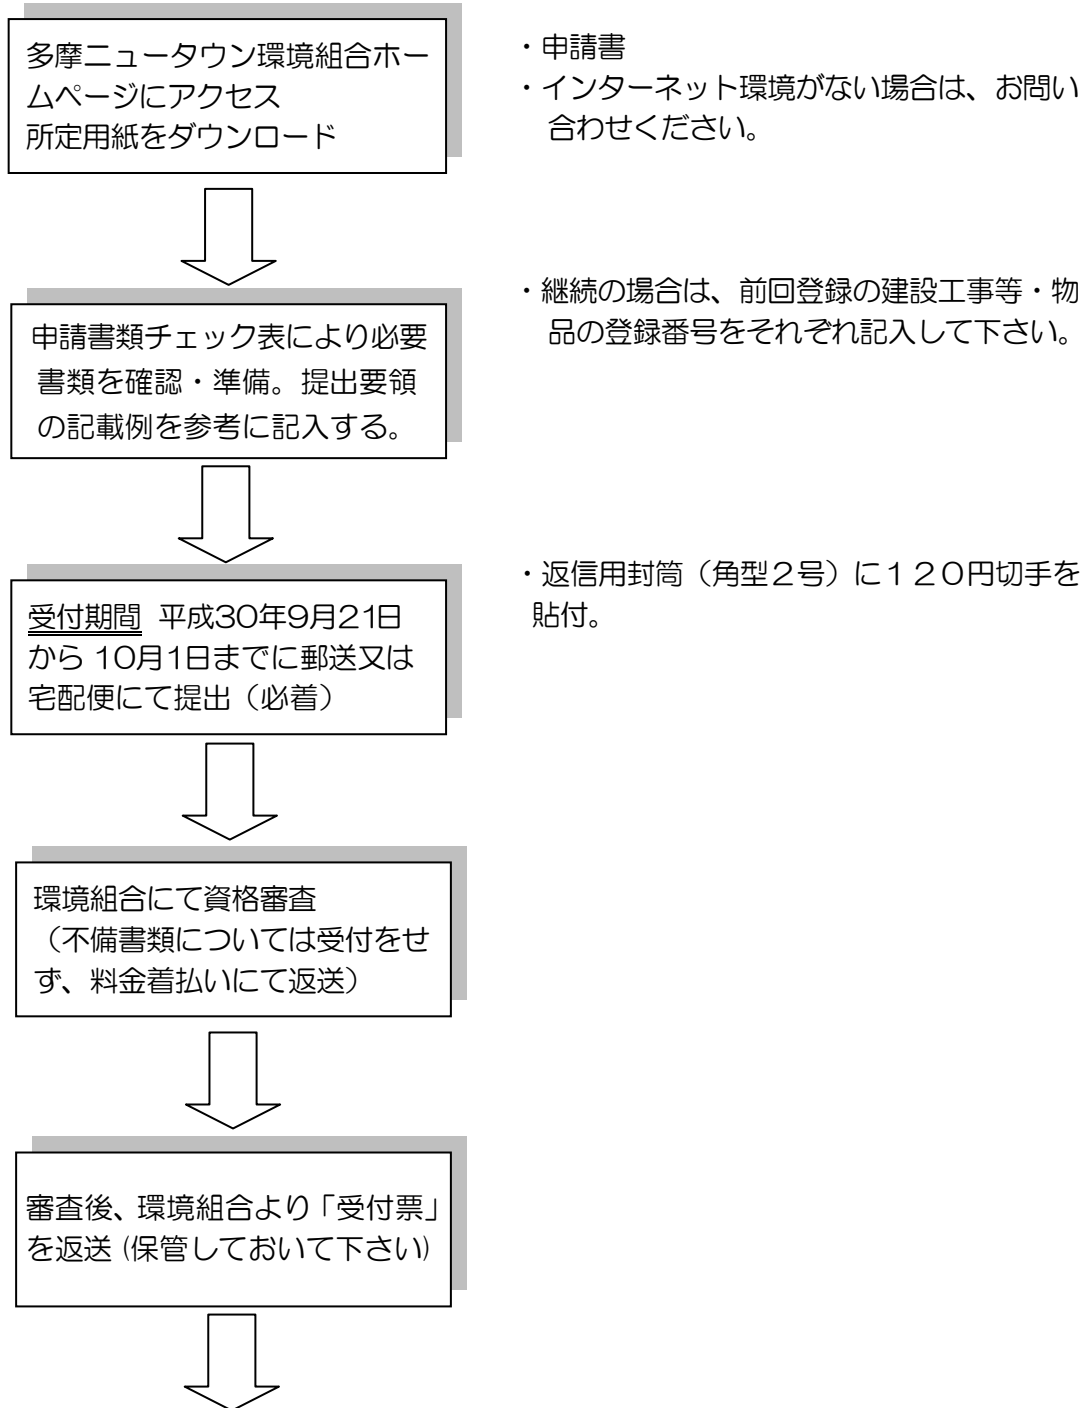 多摩ニュータウン環境組合ホー
ムページにアクセス
所定用紙をダウンロード
・申請書
・インターネット環境がない場合は、お問い
合わせください。
申請書類チェック表により必要
書類を確認・準備。提出要領
の記載例を参考に記入する。
・継続の場合は、前回登録の建設工事等・物
品の登録番号をそれぞれ記入して下さい。
受付期間 平成30年9月21日
から 10月1日までに郵送又は
宅配便にて提出（必着）
・返信用封筒（角型２号）に１２０円切手を
貼付。
環境組合にて資格審査
（不備書類については受付をせ
ず、料金着払いにて返送）
審査後、環境組合より「受付票」
を返送（保管しておいて下さい）